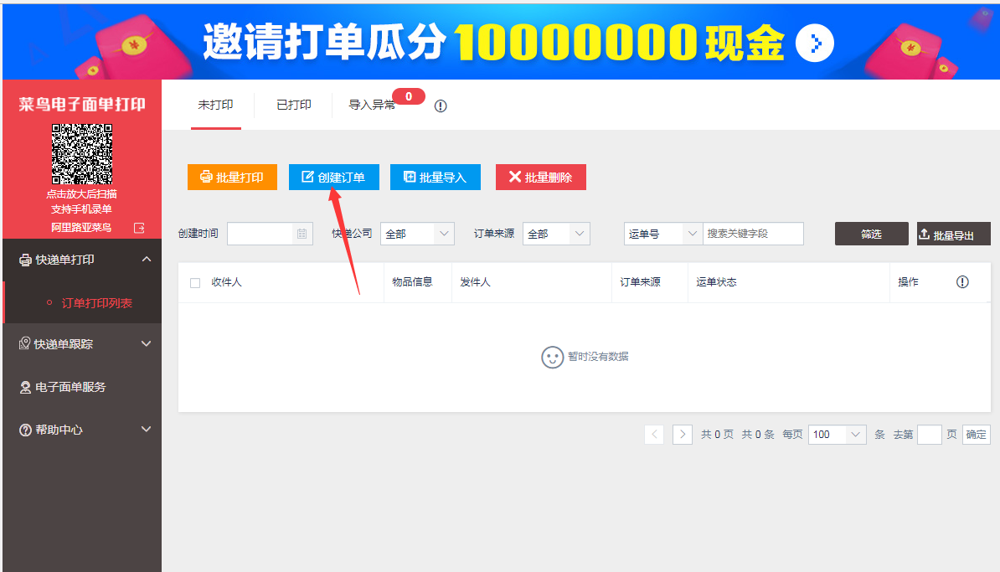 邀请打单瓜分10000000现金
菜鸟电子面单打印
点击放大后扫描
支持手机录单
阿里路亚菜鸟
快递单打印
订单打印列表
快递单跟踪
电子面单服务
帮助中心
未打印 已打印 导入异常 0
批量打印 创建订单 批量导入 批量删除
创建时间 快递公司 全部 订单来源 全部 运单号 搜索关键字段 筛选 批量导出
收件人 物品信息 发件人 订单来源 运单状态 操作
暂时没有数据
共 0 页 共 0 条 每页 100 条 去第 页 确定